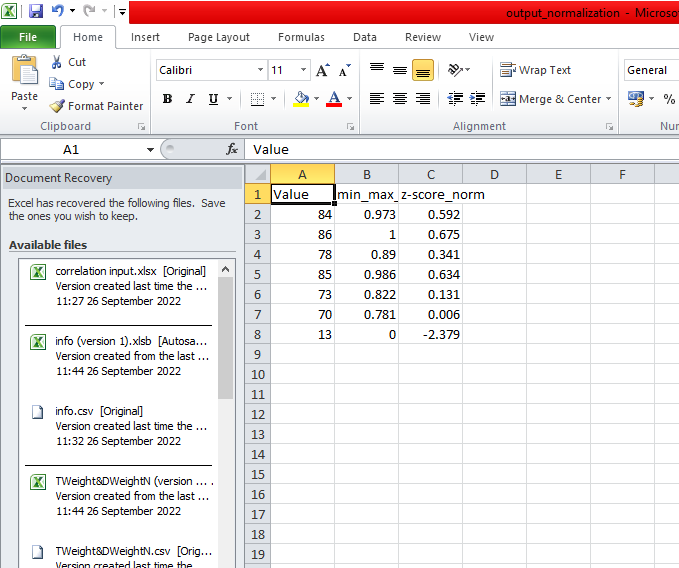 output_normalization - Micros
File Home Insert Page Layout Formulas Data Review View
Cut
Copy
Format Painter
Paste
Clipboard
Calibri 11
B I U
Font
Wrap Text
Merge & Center
Alignment
General
%
Nu
A1 fx Value
Document Recovery
Excel has recovered the following files. Save
the ones you wish to keep.
Available files
correlation input.xlsx [Original]
Version created last time the ...
11:27 26 September 2022
info (version 1).xlsb [Autosa...
Version created from the last ...
11:44 26 September 2022
info.csv [Original]
Version created last time the ...
11:32 26 September 2022
TWeight&DWeightN (version ... .
Version created from the last ...
11:44 26 September 2022
TWeight&DWeightN.csv [Orig...
Version created last time the ...
A B C D E F
1 Value min_max_ z-score_norm
2 84 0.973 0.592
3 86 1 0.675
4 78 0.89 0.341
5 85 0.986 0.634
6 73 0.822 0.131
7 70 0.781 0.006
8 13 0 -2.379
9
10
11
12
13
14
15
16
17
18
19